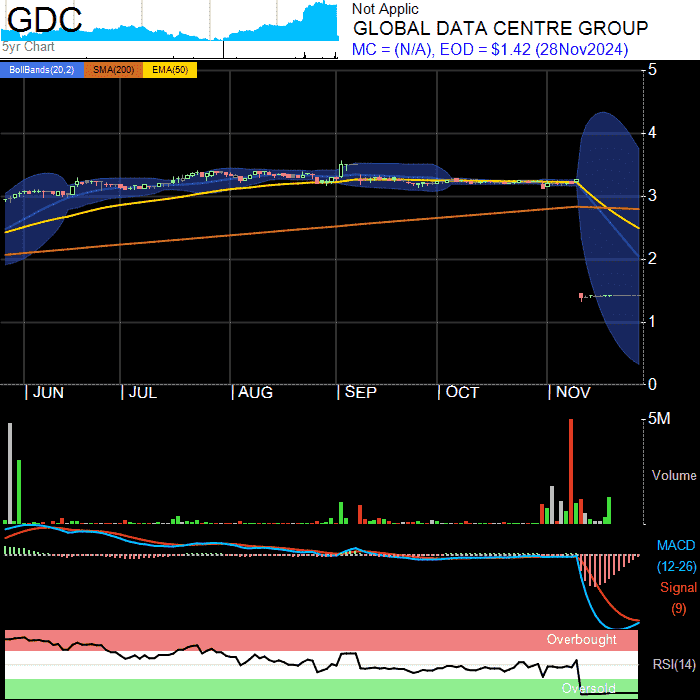 GDC
5yr Chart
Not Applic
GLOBAL DATA CENTRE GROUP
MC = (N/A), EOD = $1.42 (28Nov2024)
BollBands(20,2) SMA(200) EMA(50)
5
4
3
2
1
0
JUN JUL AUG SEP OCT NOV
5M
Volume
MACD
(12-26)
Signal
(9)
Overbought
RSI(14)
Oversold